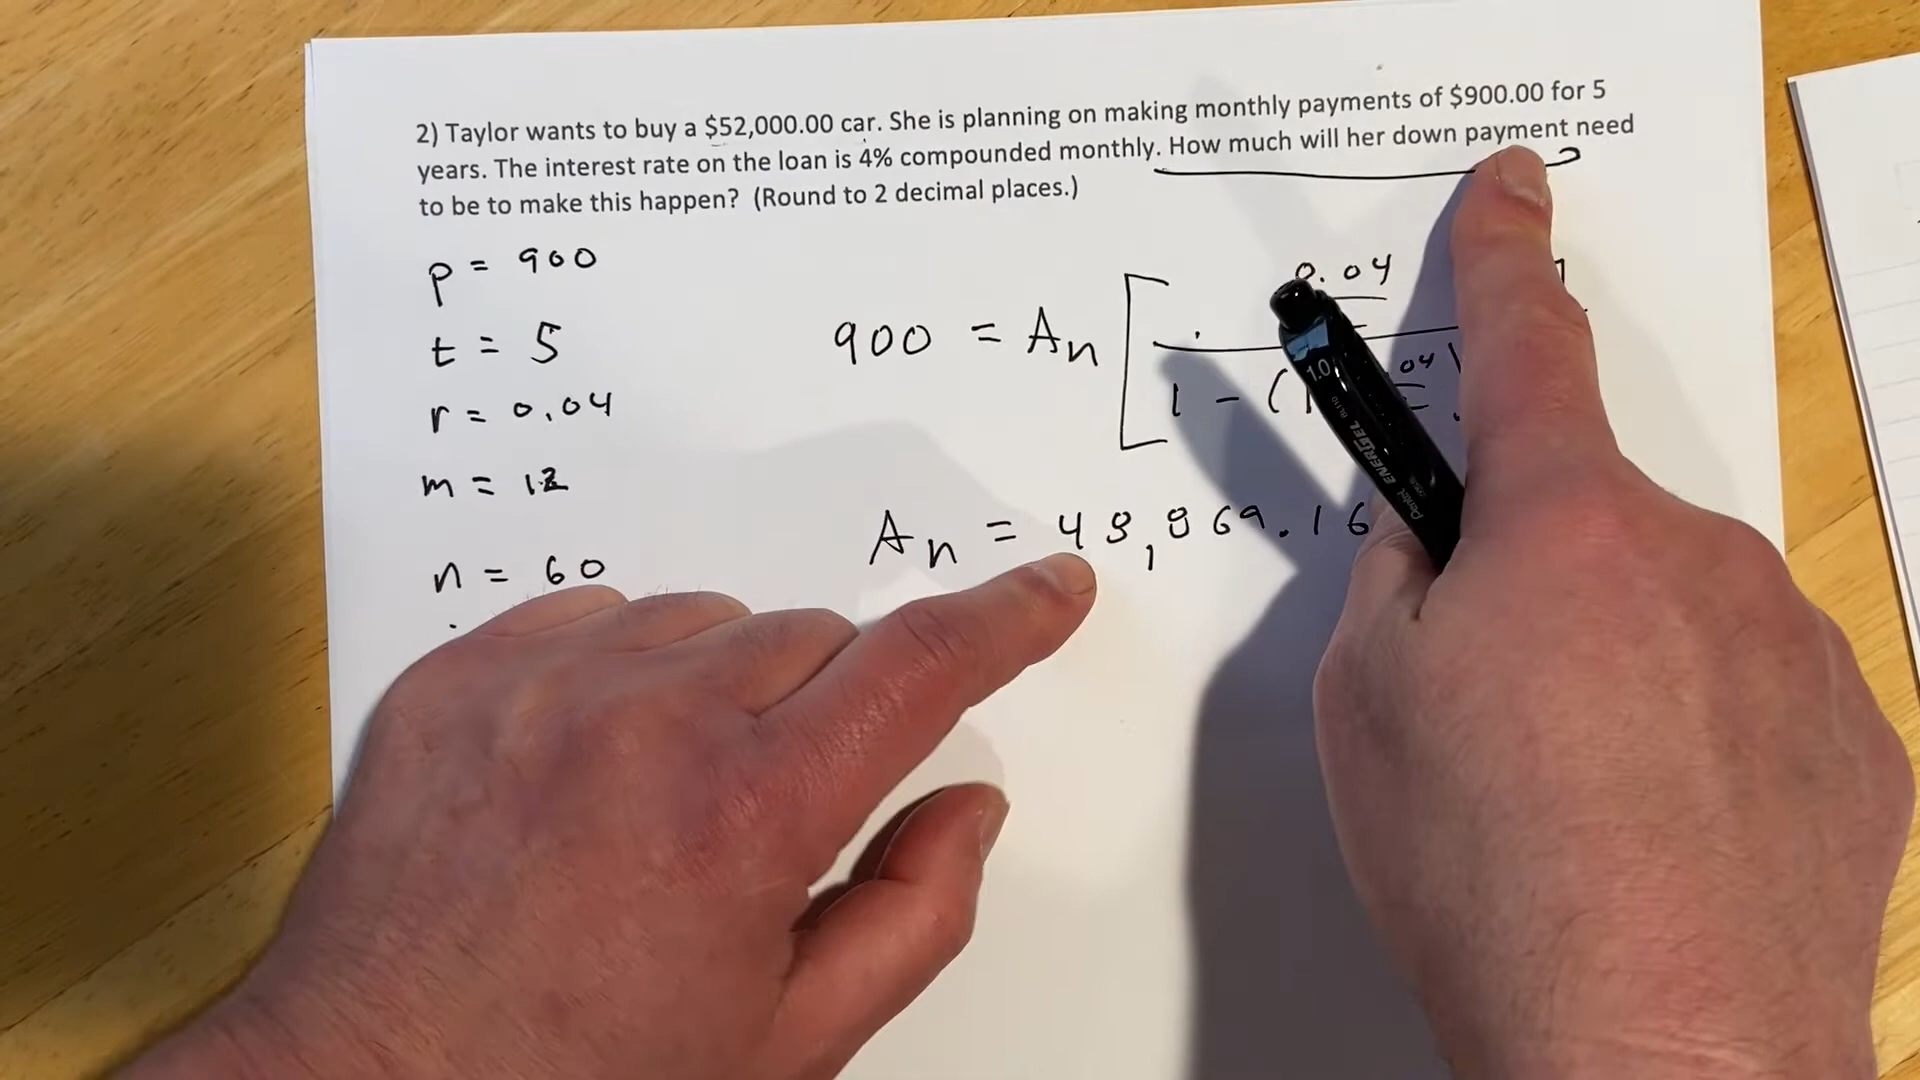 2) Taylor wants to buy a $52,000.00 car. She is planning on making monthly payments of $900.00 for 5
years. The interest rate on the loan is 4% compounded monthly. How much will her down payment need
to be to make this happen? (Round to 2 decimal places.)
p = 900
t = 5
r = 0.04
m = 12
n = 60
0.04
900 = An
1 - (1 .04
An = 48,869.16
1.0
Pentel ENERGEL